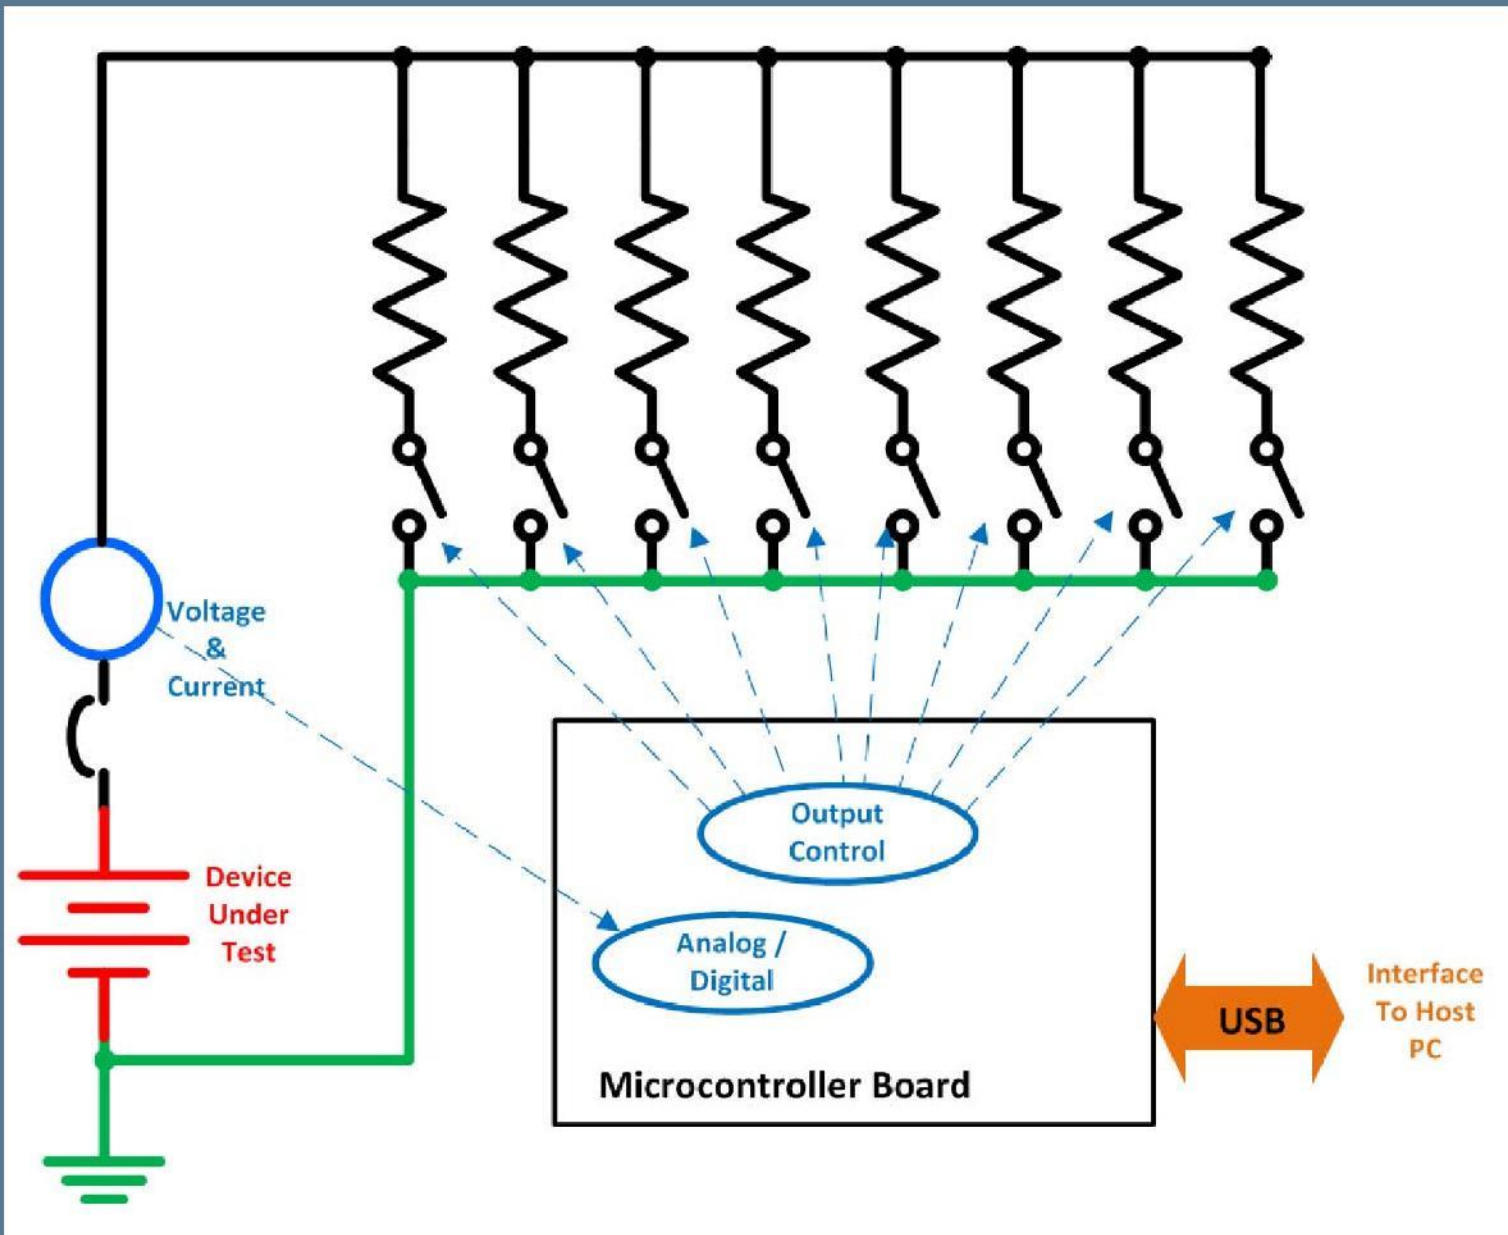 Voltage
&
Current
Output
Control
Device
Under
Test
Analog /
Digital
Interface
To Host
PC
USB
Microcontroller Board